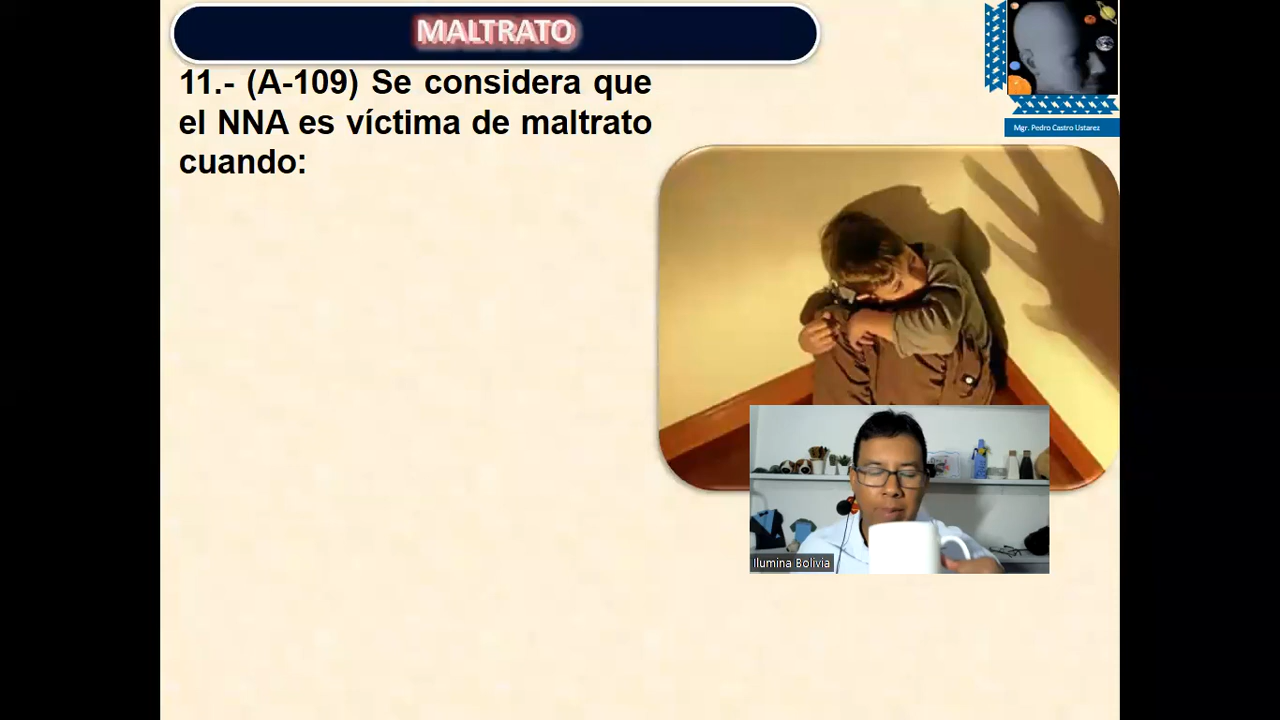 MALTRATO
11.- (A-109) Se considera que
el NNA es víctima de maltrato
cuando:
Mgr. Pedro Castro Ustarez
Ilumina Bolivia